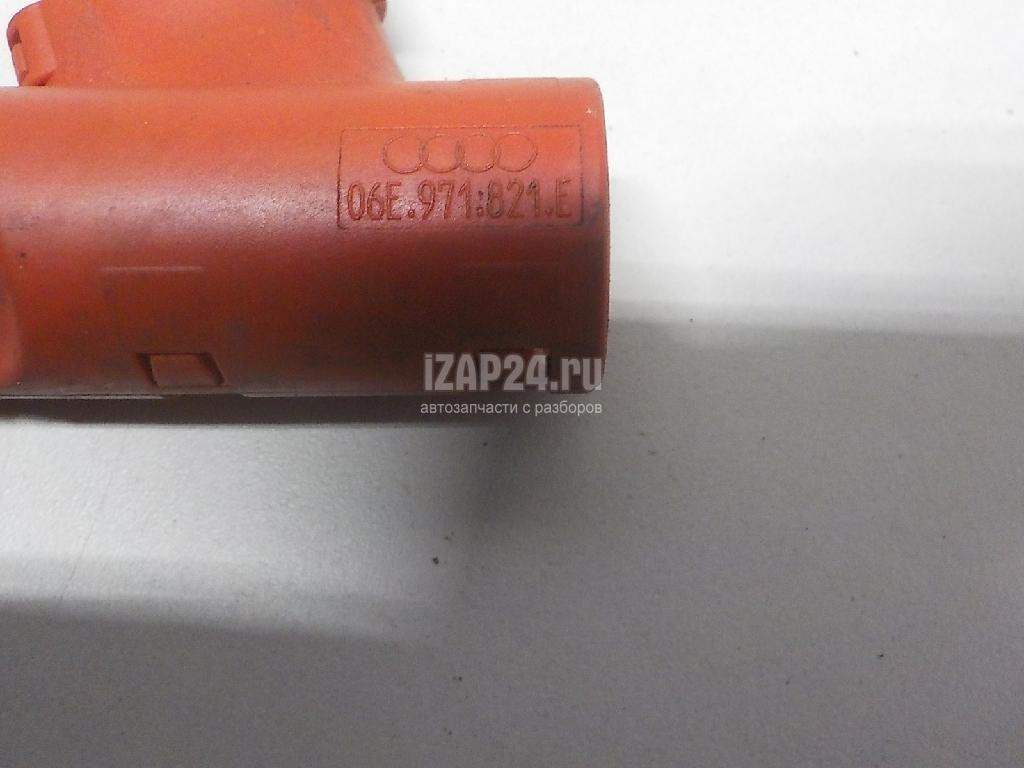 06E.971.821.E
iZAP24.ru
автозапчасти с разборов